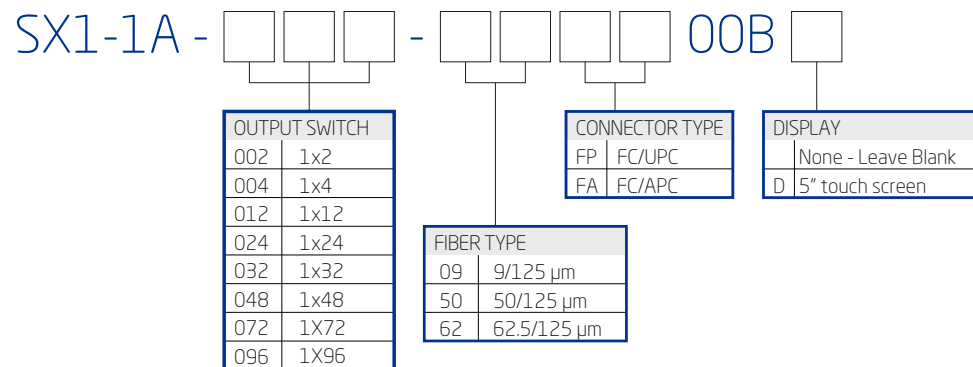 SX1-1A - - 00B
OUTPUT SWITCH
002 1x2
004 1x4
012 1x12
024 1x24
032 1x32
048 1x48
072 1X72
096 1X96
FIBER TYPE
09 9/125 µm
50 50/125 µm
62 62.5/125 µm
CONNECTOR TYPE
FP FC/UPC
FA FC/APC
DISPLAY
None - Leave Blank
D 5" touch screen